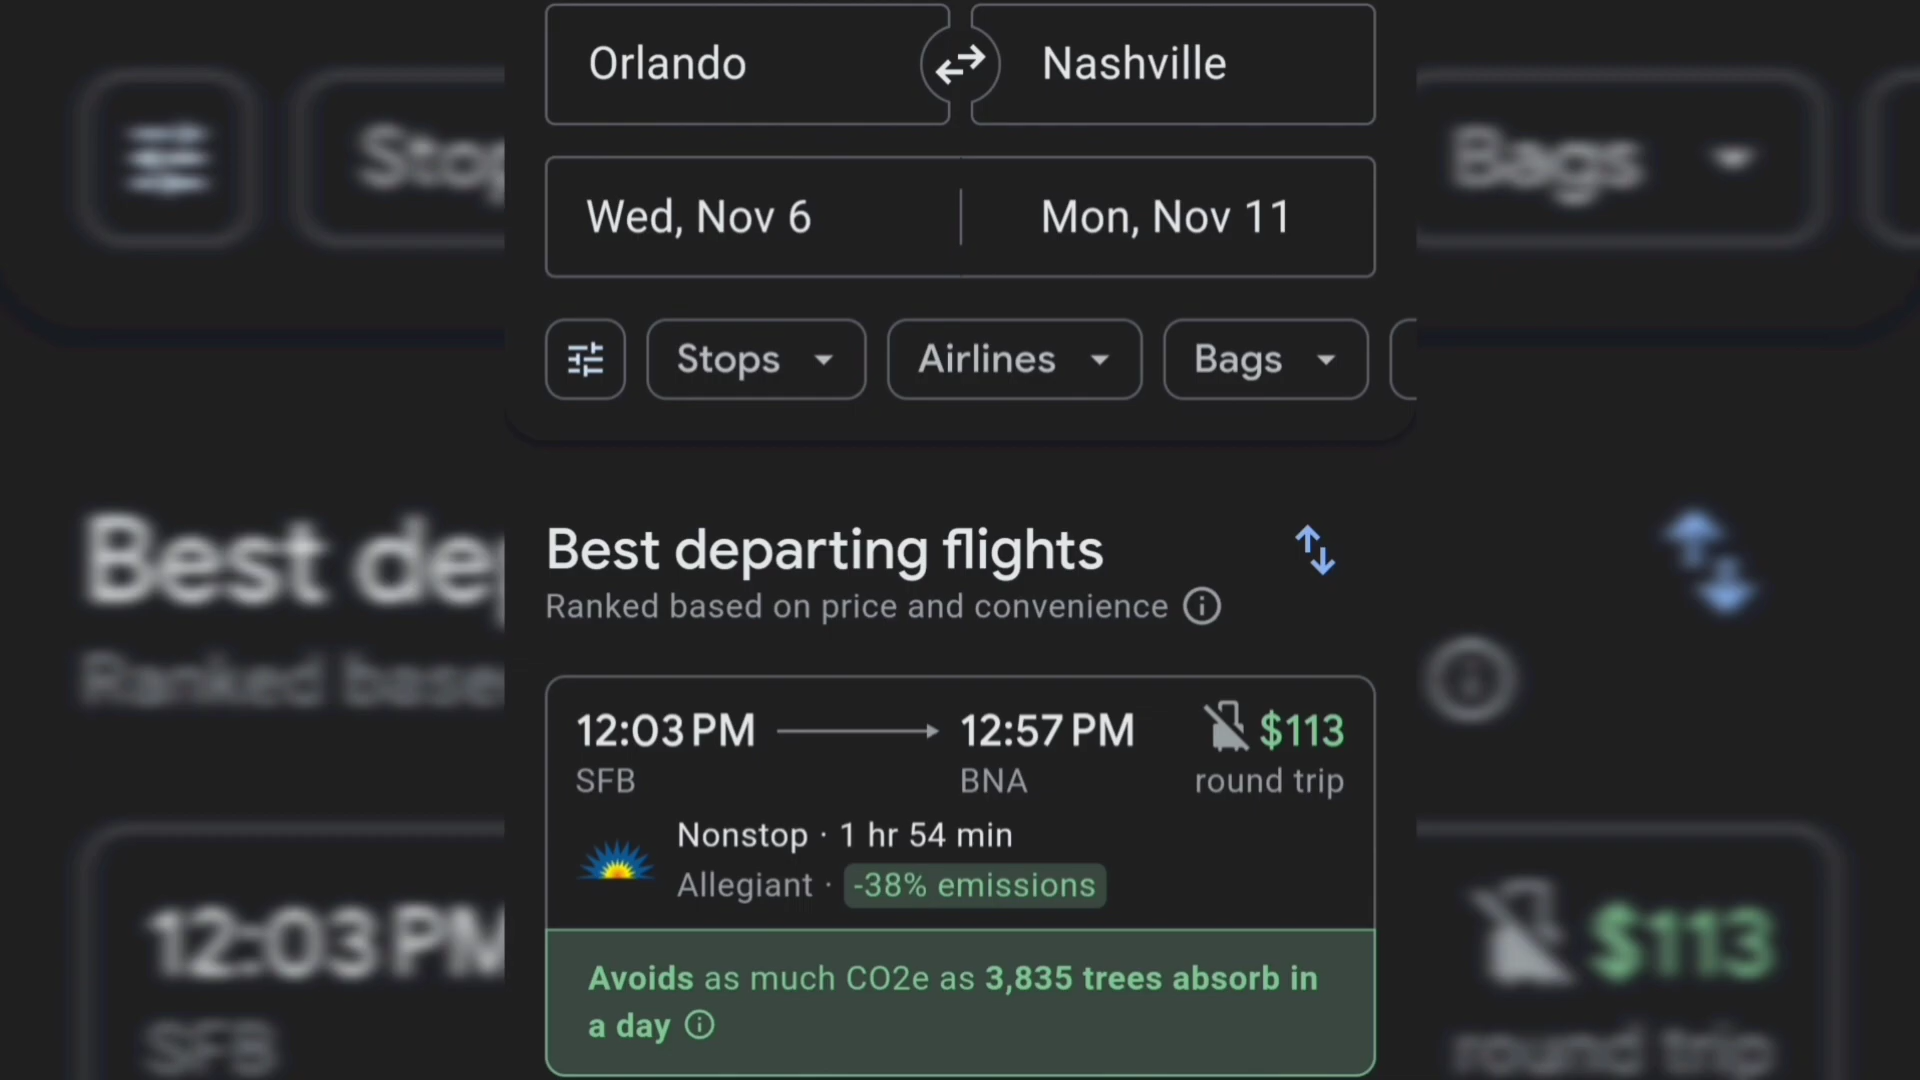 Orlando Nashville
Wed, Nov 6 Mon, Nov 11
Stops Airlines Bags
Best departing flights
Ranked based on price and convenience
12:03 PM 12:57 PM $113
SFB BNA round trip
Nonstop · 1 hr 54 min
Allegiant · -38% emissions
Avoids as much CO2e as 3,835 trees absorb in
a day